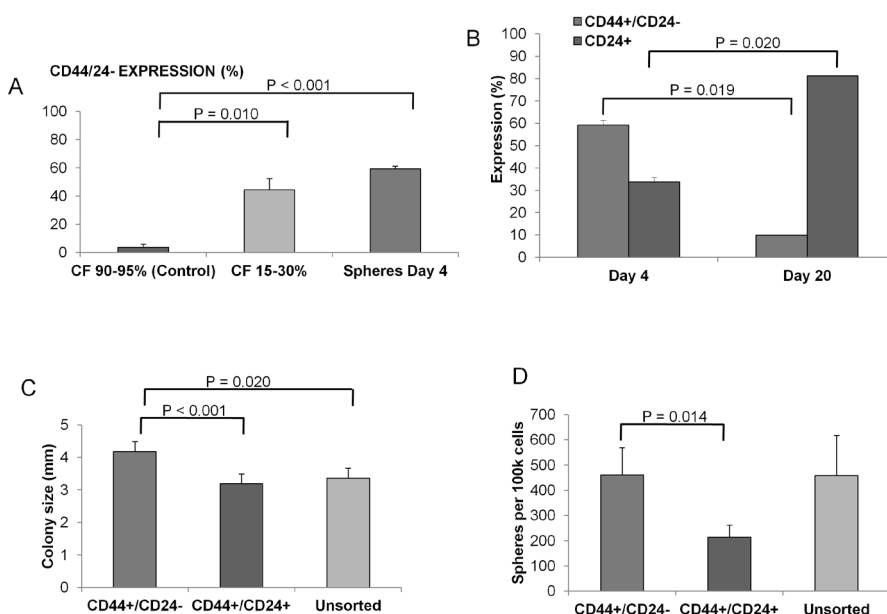 A
CD44/24- EXPRESSION (%)
P < 0.001
P = 0.010
100
80
60
40
20
0
CF 90-95% (Control)
CF 15-30%
Spheres Day 4
B
CD44+/CD24-
CD24+
P = 0.020
P = 0.019
Expression (%)
100
90
80
70
60
50
40
30
20
10
0
Day 4
Day 20
C
P = 0.020
P < 0.001
Colony size (mm)
5
4
3
2
1
0
CD44+/CD24-
CD44+/CD24+
Unsorted
D
P = 0.014
Spheres per 100k cells
700
600
500
400
300
200
100
0
CD44+/CD24-
CD44+/CD24+
Unsorted